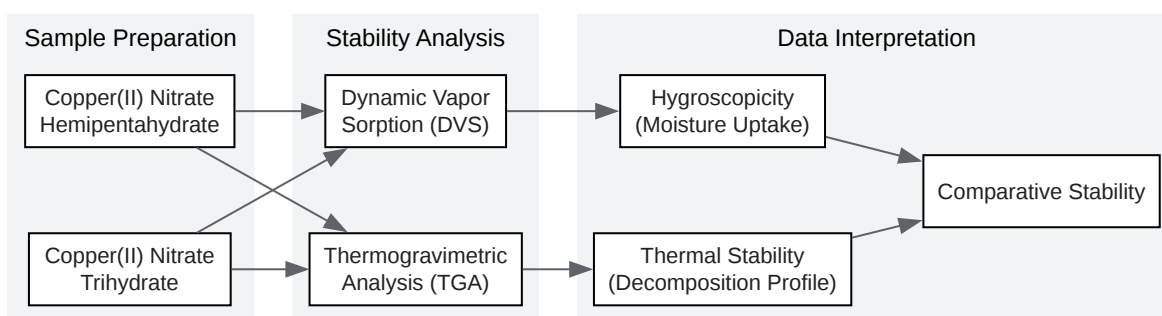 Sample Preparation
Stability Analysis
Data Interpretation
Copper(II) Nitrate
Hemipentahydrate
Dynamic Vapor
Sorption (DVS)
Hygroscopicity
(Moisture Uptake)
Comparative Stability
Copper(II) Nitrate
Trihydrate
Thermogravimetric
Analysis (TGA)
Thermal Stability
(Decomposition Profile)